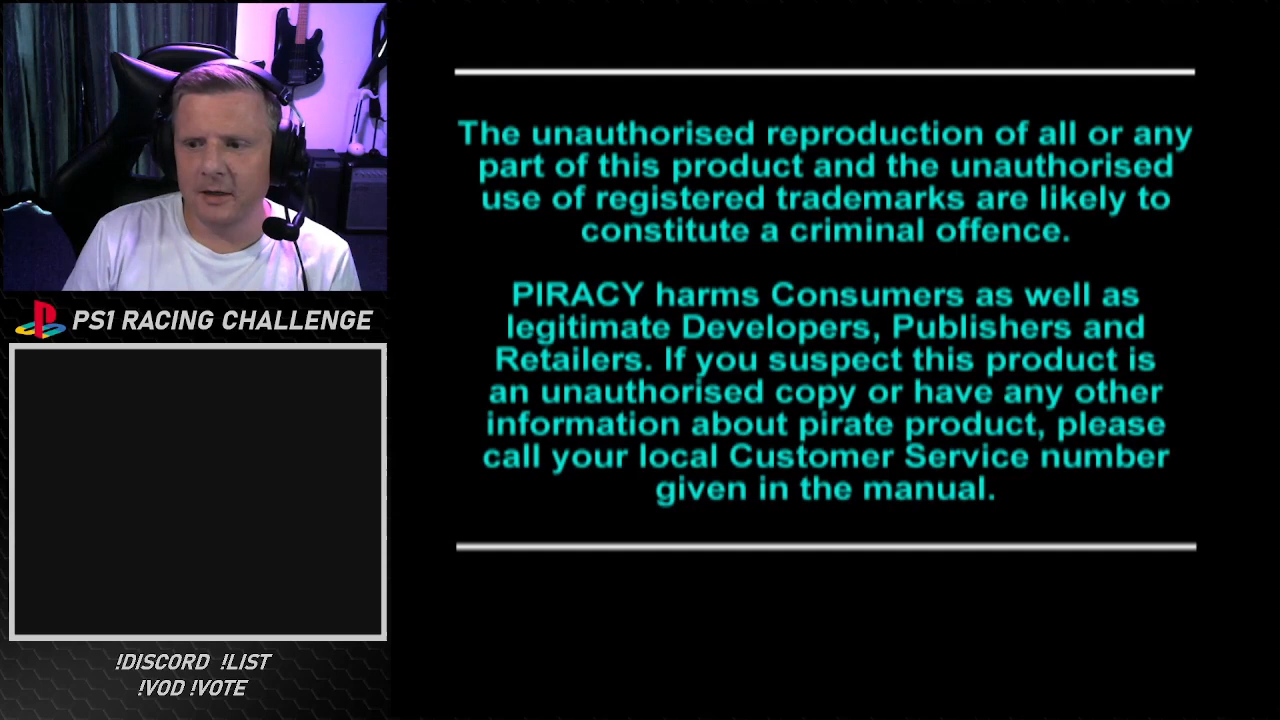 The unauthorised reproduction of all or any
part of this product and the unauthorised
use of registered trademarks are likely to
constitute a criminal offence.
PIRACY harms Consumers as well as
legitimate Developers, Publishers and
Retailers. If you suspect this product is
an unauthorised copy or have any other
information about pirate product, please
call your local Customer Service number
given in the manual.
PS1 RACING CHALLENGE
!DISCORD !LIST
!VOD !VOTE